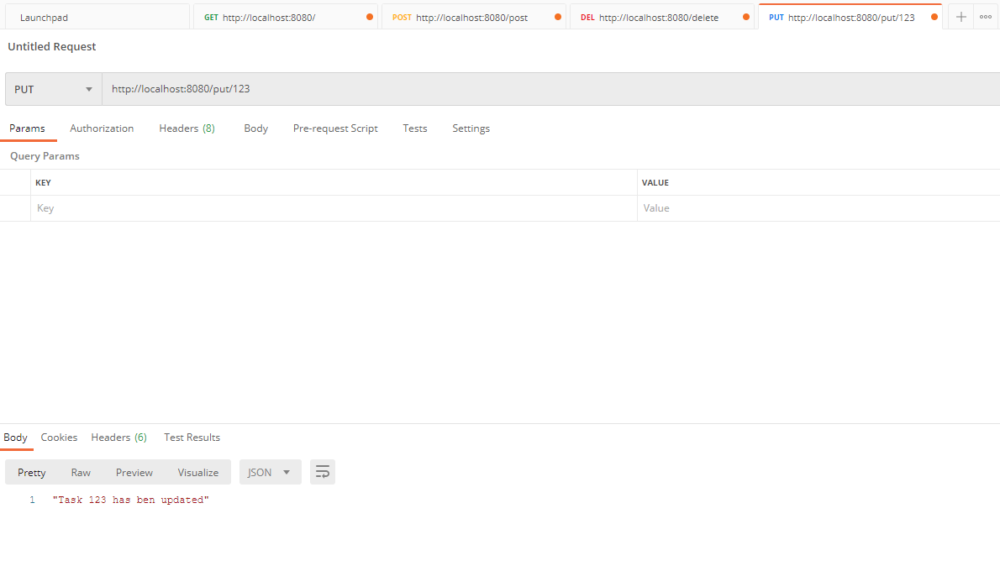 Launchpad GET http://localhost:8080/ POST http://localhost:8080/post DEL http://localhost:8080/delete PUT http://localhost:8080/put/123
Untitled Request
PUT http://localhost:8080/put/123
Params Authorization Headers (8) Body Pre-request Script Tests Settings
Query Params
KEY VALUE
Key Value
Body Cookies Headers (6) Test Results
Pretty Raw Preview Visualize JSON
1 "Task 123 has ben updated"